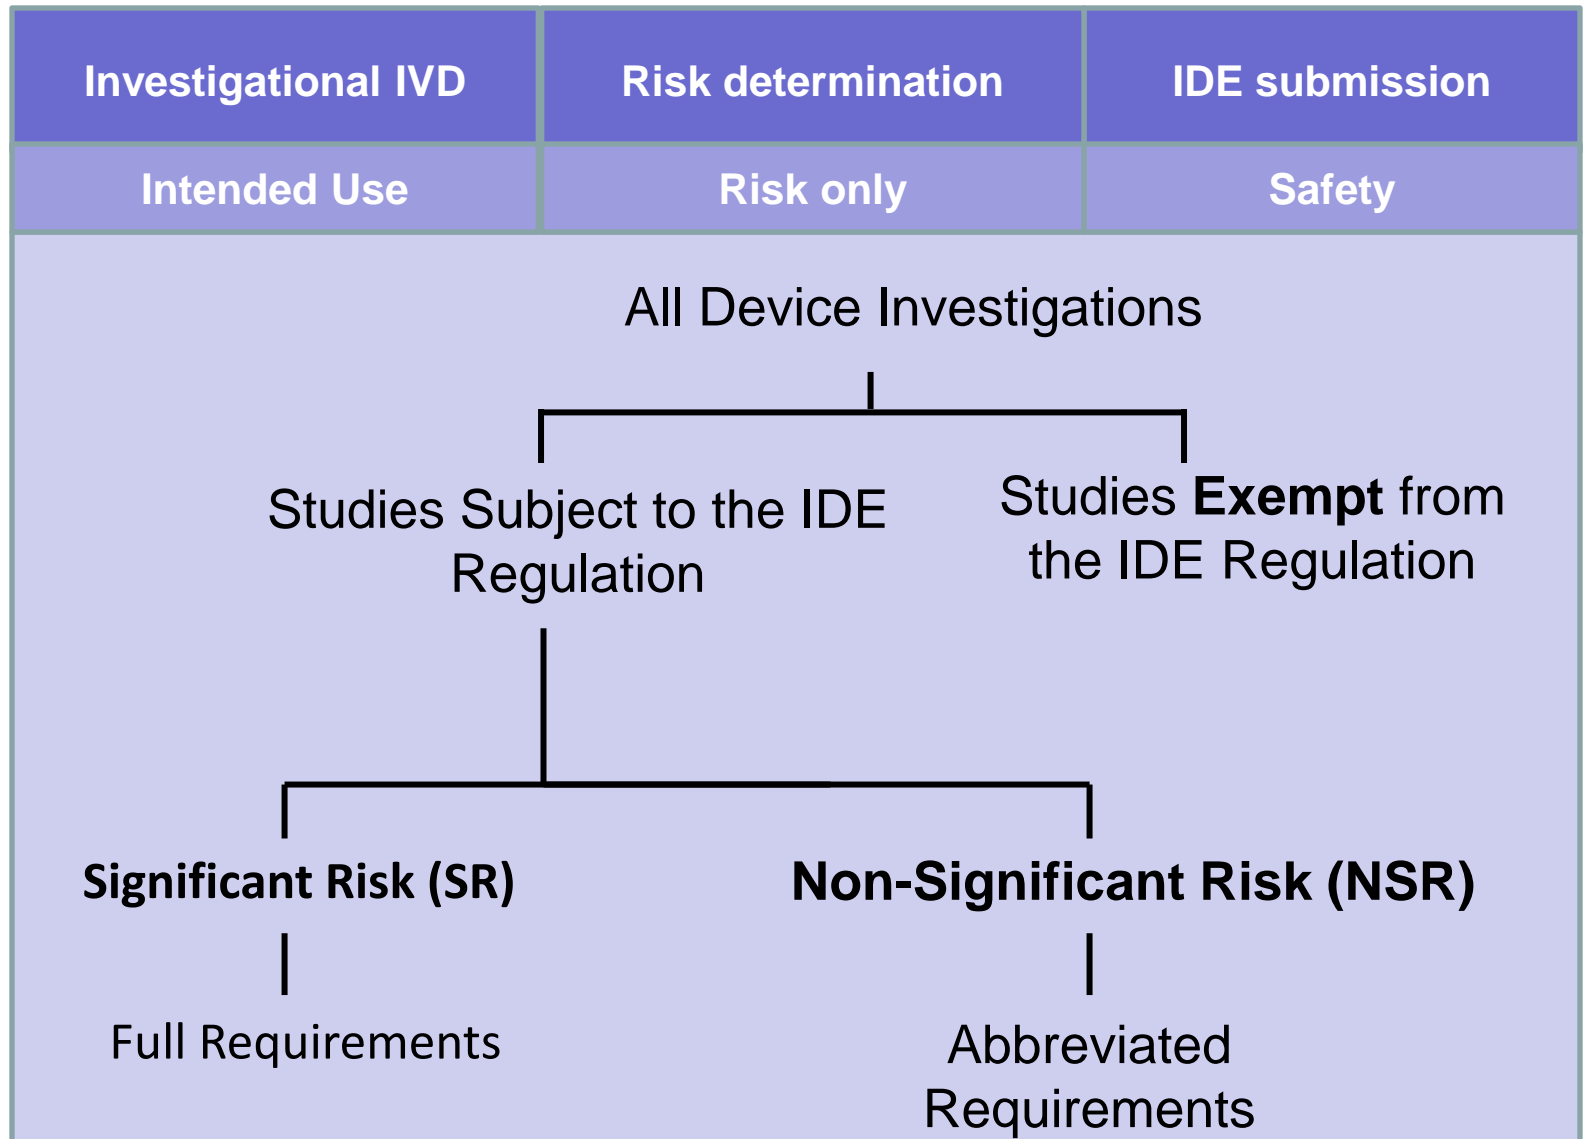 Investigational IVD
Risk determination
IDE submission
Intended Use
Risk only
Safety
All Device Investigations
Studies Subject to the IDE
Regulation
Studies Exempt from
the IDE Regulation
Significant Risk (SR)
Non-Significant Risk (NSR)
Full Requirements
Abbreviated
Requirements